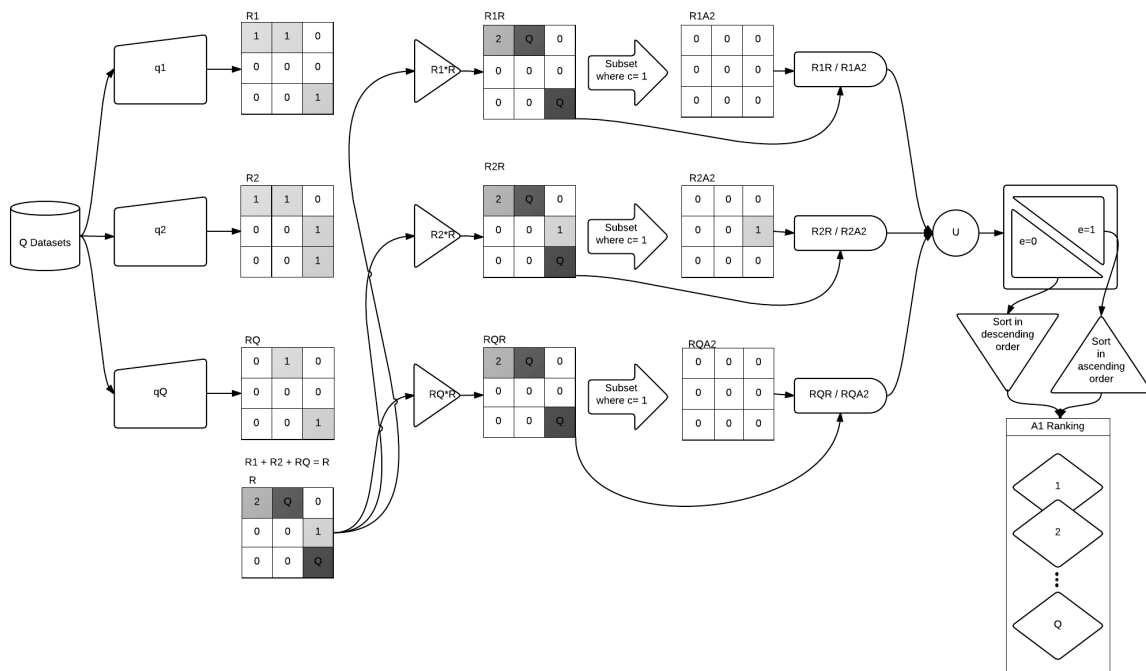 Q Datasets
q1
R1
1 1 0
0 0 0
0 0 1
R1*R
R1R
2 Q 0
0 0 0
0 0 Q
Subset
where c= 1
R1A2
0 0 0
0 0 0
0 0 0
R1R / R1A2
q2
R2
1 1 0
0 0 1
0 0 1
R2*R
R2R
2 Q 0
0 0 1
0 0 Q
Subset
where c= 1
R2A2
0 0 0
0 0 1
0 0 0
R2R / R2A2
qQ
RQ
0 1 0
0 0 0
0 0 1
RQ*R
RQR
2 Q 0
0 0 0
0 0 Q
Subset
where c= 1
RQA2
0 0 0
0 0 0
0 0 0
RQR / RQA2
R1 + R2 + RQ = R
R
2 Q 0
0 0 1
0 0 Q
U
e=0
e=1
Sort in
descending
order
Sort
in
ascending
order
A1 Ranking
1
2
Q